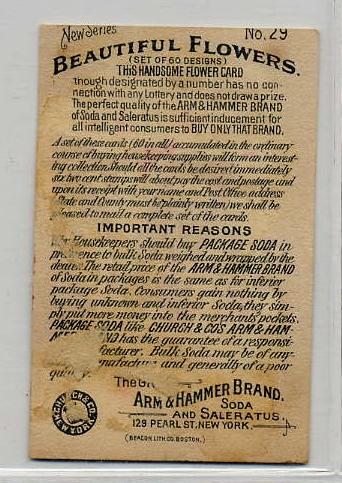 New Series
No. 29
BEAUTIFUL FLOWERS.
(SET OF 60 DESIGNS)
THIS HANDSOME FLOWER CARD
though designated by a number has no con-
nection with any Lottery and does not draw a prize.
The perfect quality of the ARM & HAMMER BRAND
of Soda and Saleratus is sufficient inducement for
all intelligent consumers to BUY ONLY THAT BRAND.
A set of these cards (60 in all) accumulated in the ordinary
course of buying housekeeping supplies will form an interest-
ing collection. Should all the cards be desired immediately
six two cent stamps will about pay the cost and postage and
upon its receipt with your name and Post Office address
(State and County must be plainly written) we shall be
pleased to mail a complete set of the cards.
IMPORTANT REASONS
Why Housekeepers should buy PACKAGE SODA in
preference to bulk Soda weighed and wrapped by the
dealer. The retail price of the ARM & HAMMER BRAND
of Soda in packages is the same as for inferior
package Soda. Consumers gain nothing by
buying unknown and inferior Soda, they sim-
ply put more money into the merchants' pockets.
PACKAGE SODA like CHURCH & CO'S ARM & HAM-
has the guarantee of a responsi-
Bulk Soda may be of any-
and generally of a poor
The
ARM & HAMMER BRAND.
SODA
AND SALERATUS.
129 PEARL ST, NEW YORK
CHURCH & CO.
NEW YORK
(BEACON LITH CO. BOSTON.)